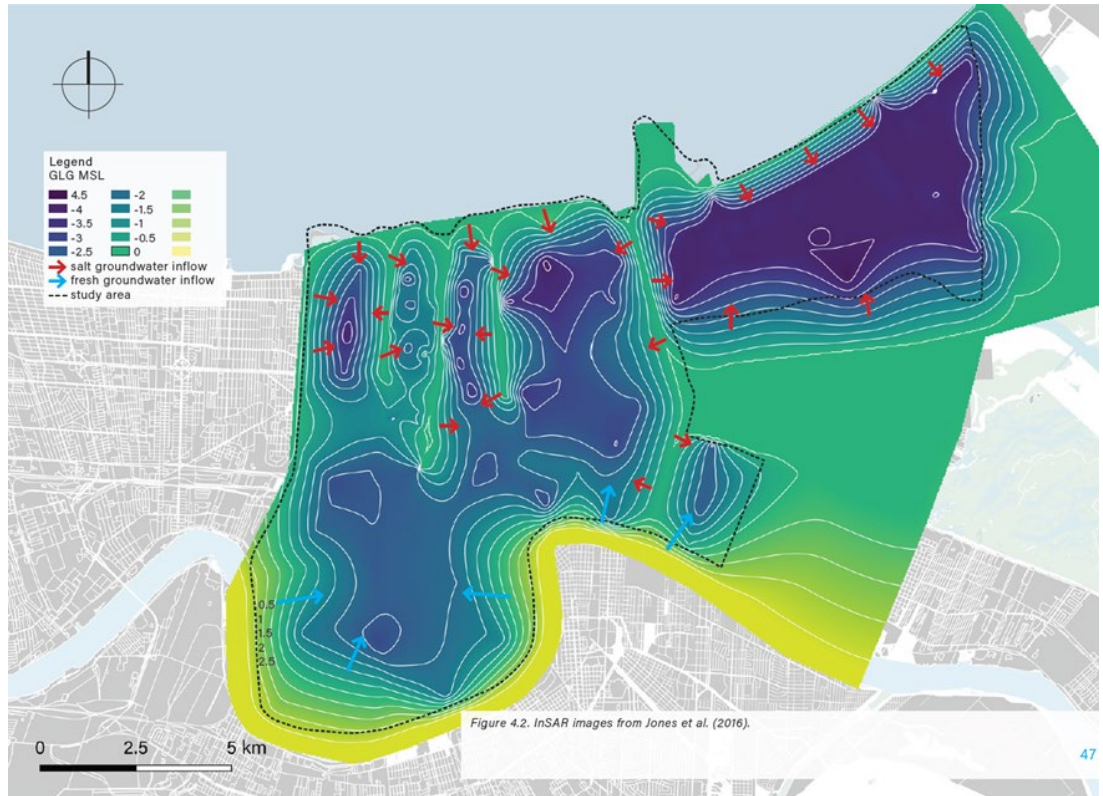 Legend
GLG MSL
4.5 -2
-4 -1.5
-3.5 -1
-3 -0.5
-2.5 0
salt groundwater inflow
fresh groundwater inflow
study area
0.5
1
1.5
2
2.5
Figure 4.2. InSAR images from Jones et al. (2016).
0 2.5 5 km
47